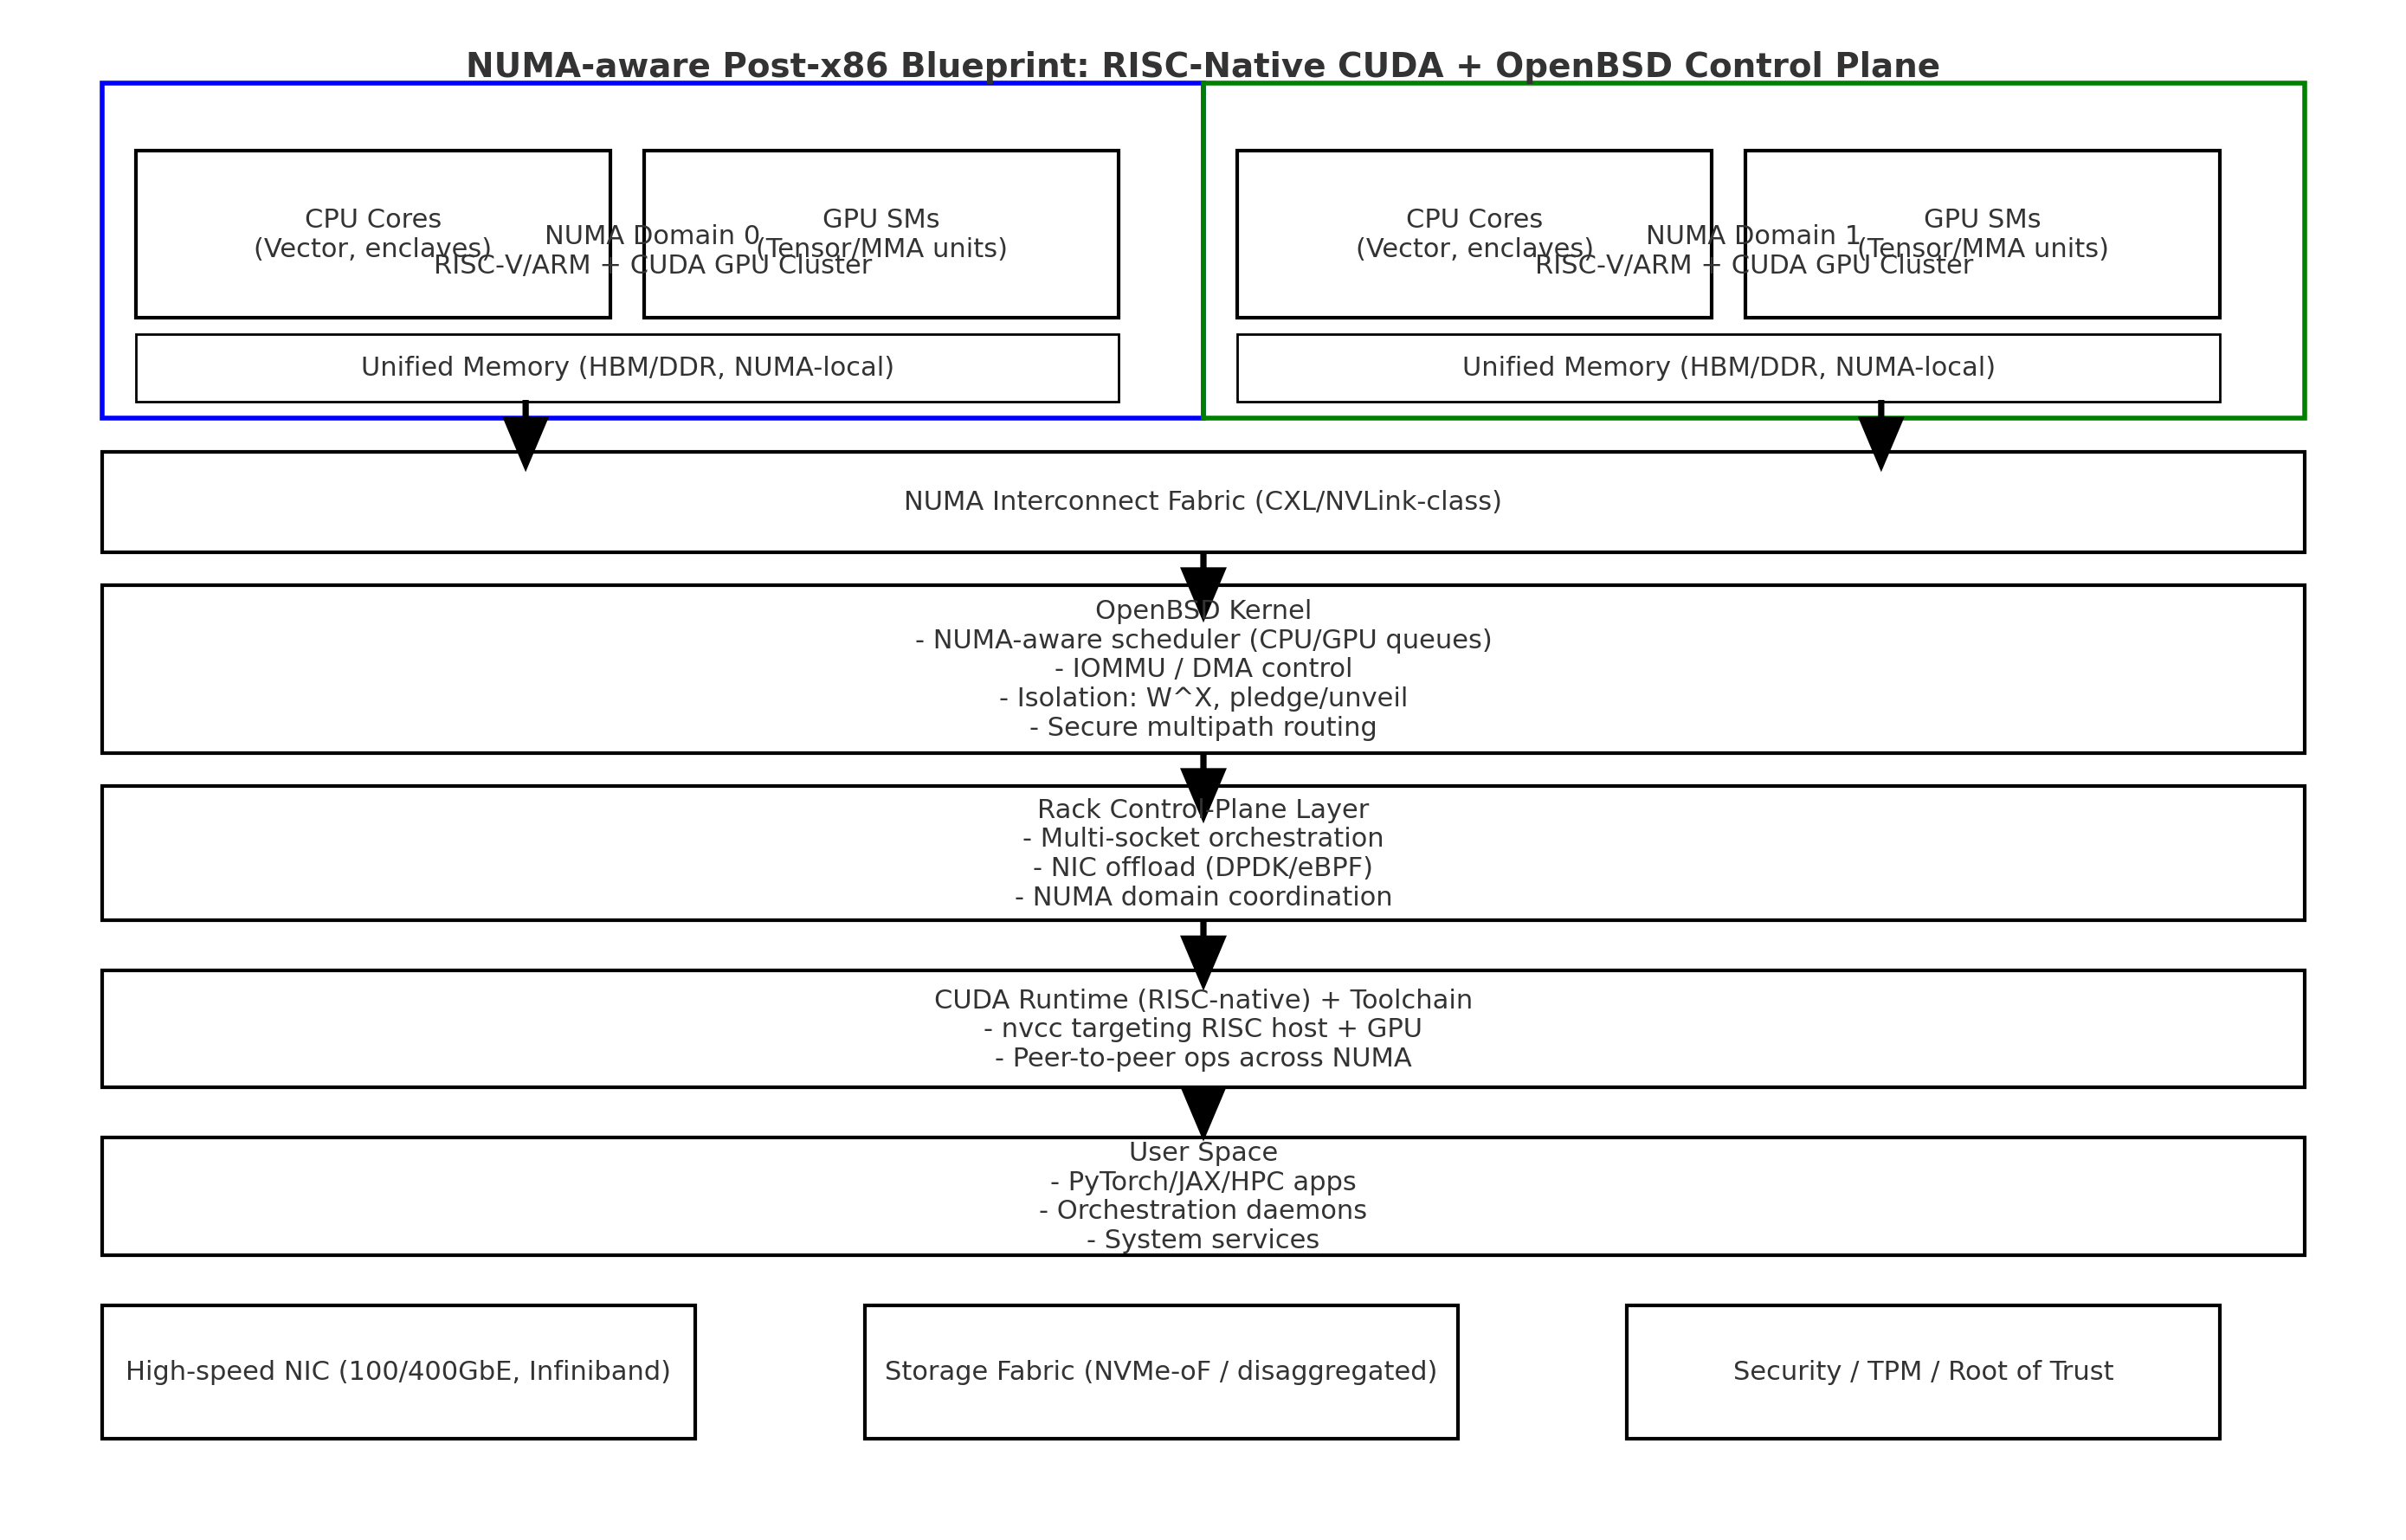 NUMA-aware Post-x86 Blueprint: RISC-Native CUDA + OpenBSD Control Plane
CPU Cores
(Vector, enclaves)
NUMA Domain 0
RISC-V/ARM + CUDA GPU Cluster
GPU SMs
(Tensor/MMA units)
CPU Cores
(Vector, enclaves)
NUMA Domain 1
RISC-V/ARM + CUDA GPU Cluster
GPU SMs
(Tensor/MMA units)
Unified Memory (HBM/DDR, NUMA-local)
Unified Memory (HBM/DDR, NUMA-local)
NUMA Interconnect Fabric (CXL/NVLink-class)
OpenBSD Kernel
- NUMA-aware scheduler (CPU/GPU queues)
- IOMMU / DMA control
- Isolation: W^X, pledge/unveil
- Secure multipath routing
Rack Control-Plane Layer
- Multi-socket orchestration
- NIC offload (DPDK/eBPF)
- NUMA domain coordination
CUDA Runtime (RISC-native) + Toolchain
- nvcc targeting RISC host + GPU
- Peer-to-peer ops across NUMA
User Space
- PyTorch/JAX/HPC apps
- Orchestration daemons
- System services
High-speed NIC (100/400GbE, Infiniband)
Storage Fabric (NVMe-oF / disaggregated)
Security / TPM / Root of Trust